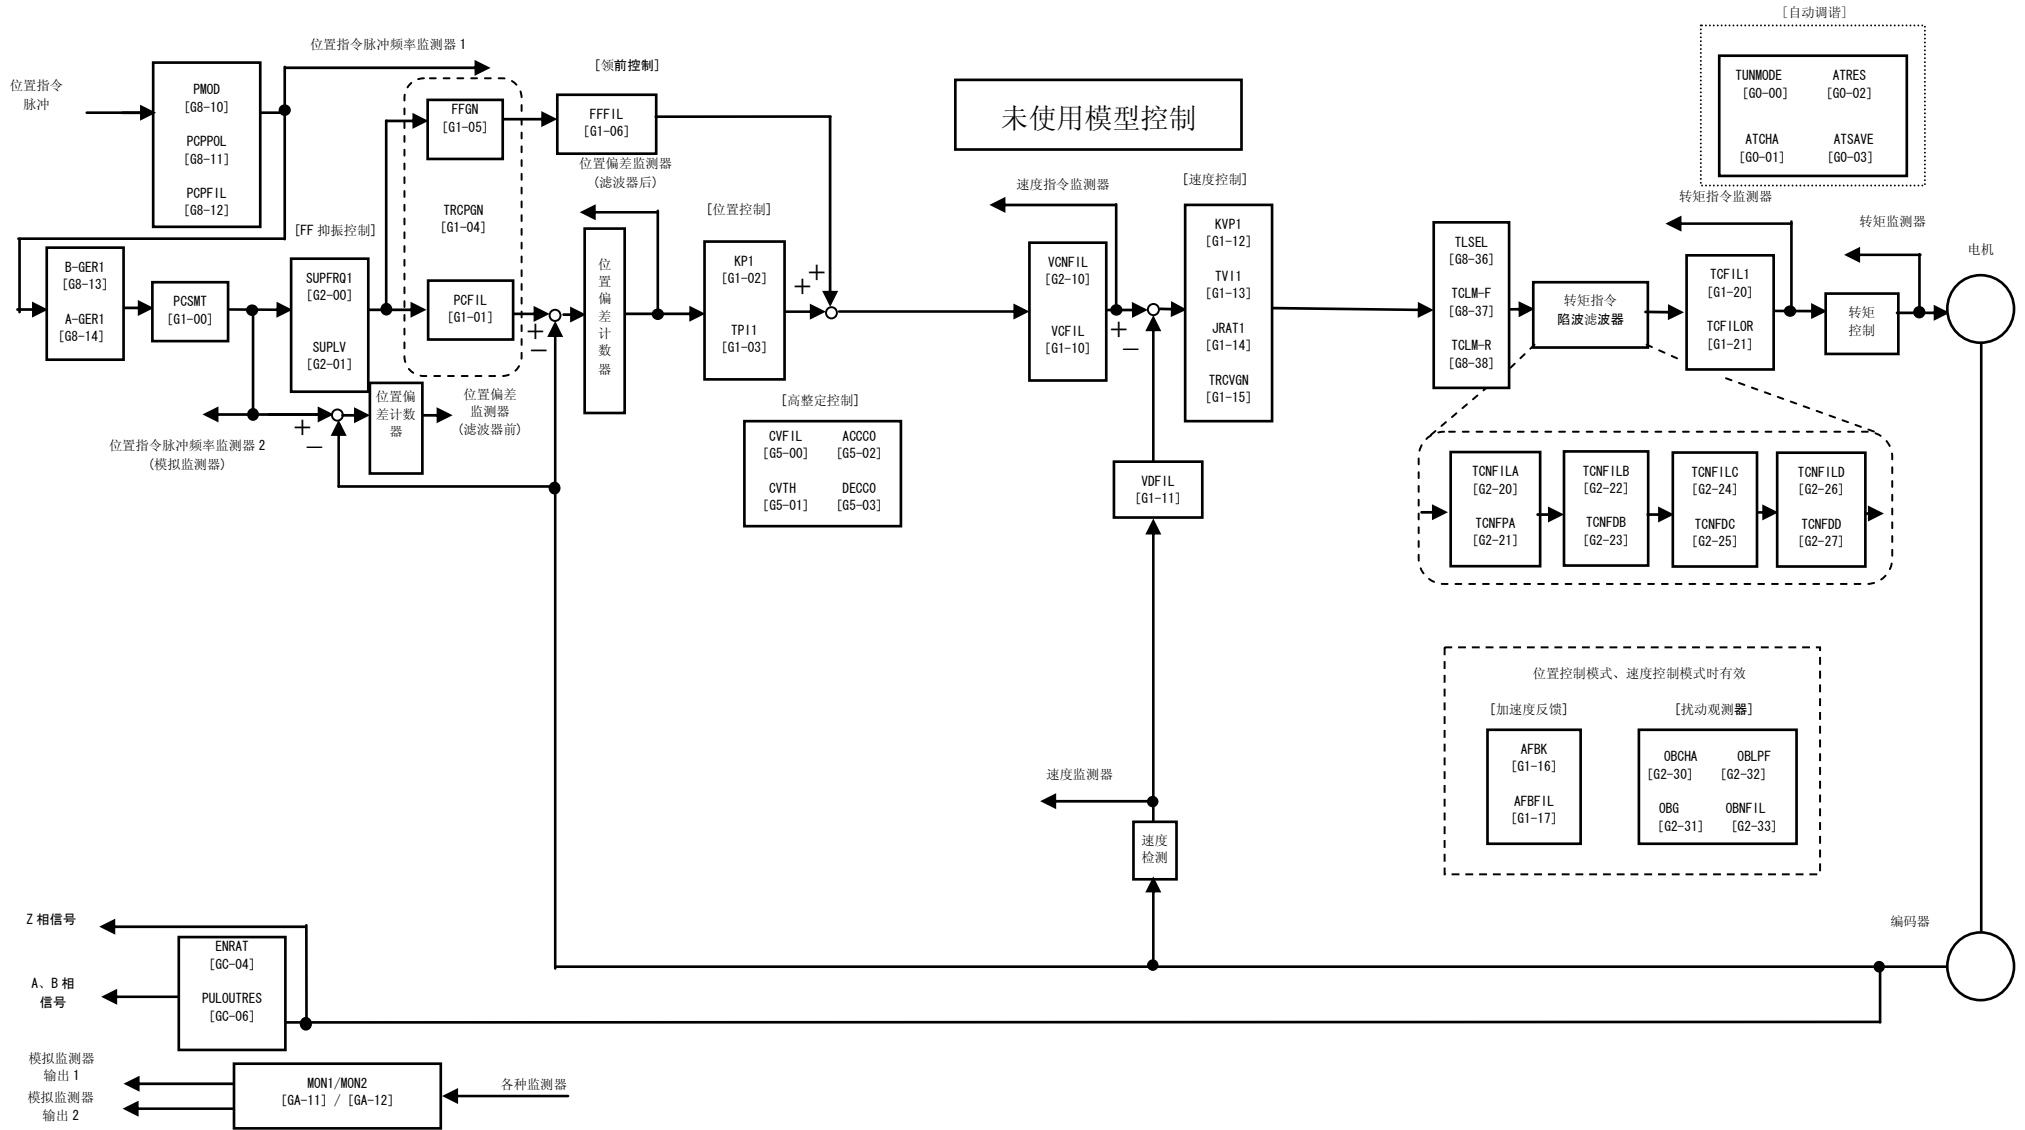 [自动调谐]
TUNMODE ATRES
[G0-00] [G0-02]
ATCHA ATSAVE
[G0-01] [G0-03]
位置指令脉冲频率监测器 1
位置指令
脉冲
PMOD
[G8-10]
PCPPOL
[G8-11]
PCPFIL
[G8-12]
[领前控制]
FFGN
[G1-05]
FFFIL
[G1-06]
TRCPGN
[G1-04]
PCFIL
[G1-01]
未使用模型控制
位置偏差监测器
(滤波器后)
[位置控制]
速度指令监测器
[速度控制]
转矩指令监测器
转矩监测器
电机
[FF 抑振控制]
B-GER1
[G8-13]
A-GER1
[G8-14]
PCSMT
[G1-00]
SUPFRQ1
[G2-00]
SUPLV
[G2-01]
+
−
位置偏差计数器
KP1
[G1-02]
TPI1
[G1-03]
+
+
VCNFIL
[G2-10]
VCFIL
[G1-10]
+
−
KVP1
[G1-12]
TVI1
[G1-13]
JRAT1
[G1-14]
TRCVGN
[G1-15]
TLSEL
[G8-36]
TCLM-F
[G8-37]
TCLM-R
[G8-38]
转矩指令
陷波滤波器
TCFIL1
[G1-20]
TCFILOR
[G1-21]
转矩
控制
位置指令脉冲频率监测器 2
(模拟监测器)
+
−
位置偏
差计数
器
位置偏差
监测器
(滤波器前)
[高整定控制]
CVFIL ACCC0
[G5-00] [G5-02]
CVTH DECC0
[G5-01] [G5-03]
VDFIL
[G1-11]
TCNFILA
[G2-20]
TCNFPA
[G2-21]
TCNFILB
[G2-22]
TCNFDB
[G2-23]
TCNFILC
[G2-24]
TCNFDC
[G2-25]
TCNFILD
[G2-26]
TCNFDD
[G2-27]
位置控制模式、速度控制模式时有效
[加速度反馈]
AFBK
[G1-16]
AFBFIL
[G1-17]
[扰动观测器]
OBCHA OBLPF
[G2-30] [G2-32]
OBG OBNFIL
[G2-31] [G2-33]
速度监测器
速度
检测
编码器
Z 相信号
A、B 相
信号
ENRAT
[GC-04]
PULOUTRES
[GC-06]
模拟监测器
输出 1
模拟监测器
输出 2
MON1/MON2
[GA-11] / [GA-12]
各种监测器